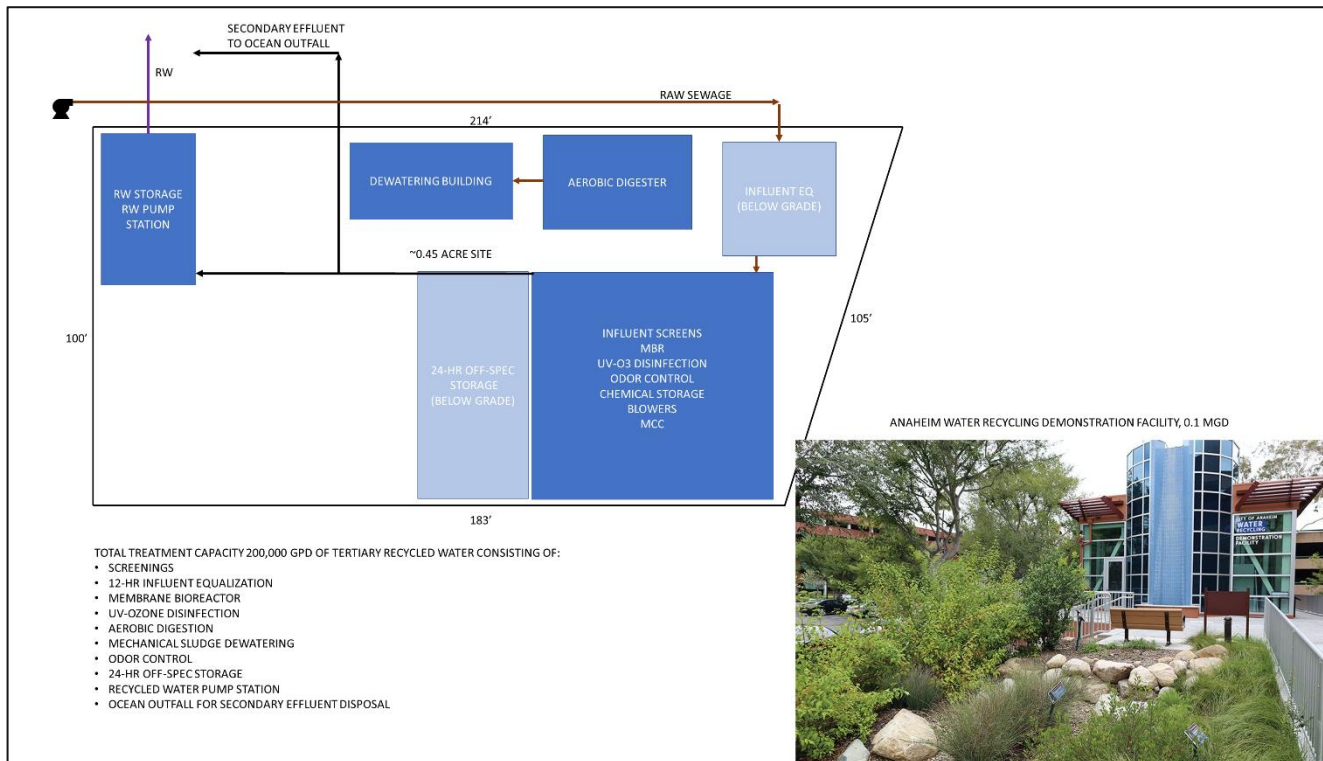 SECONDARY EFFLUENT
TO OCEAN OUTFALL
RW
RAW SEWAGE
214'
RW STORAGE
RW PUMP
STATION
DEWATERING BUILDING
AEROBIC DIGESTER
INFLUENT EQ
(BELOW GRADE)
~0.45 ACRE SITE
100'
105'
24-HR OFF-SPEC
STORAGE
(BELOW GRADE)
INFLUENT SCREENS
MBR
UV-O3 DISINFECTION
ODOR CONTROL
CHEMICAL STORAGE
BLOWERS
MCC
183'
ANAHEIM WATER RECYCLING DEMONSTRATION FACILITY, 0.1 MGD
CITY OF ANAHEIM
WATER
RECYCLING
DEMONSTRATION
FACILITY
TOTAL TREATMENT CAPACITY 200,000 GPD OF TERTIARY RECYCLED WATER CONSISTING OF:
• SCREENINGS
• 12-HR INFLUENT EQUALIZATION
• MEMBRANE BIOREACTOR
• UV-OZONE DISINFECTION
• AEROBIC DIGESTION
• MECHANICAL SLUDGE DEWATERING
• ODOR CONTROL
• 24-HR OFF-SPEC STORAGE
• RECYCLED WATER PUMP STATION
• OCEAN OUTFALL FOR SECONDARY EFFLUENT DISPOSAL